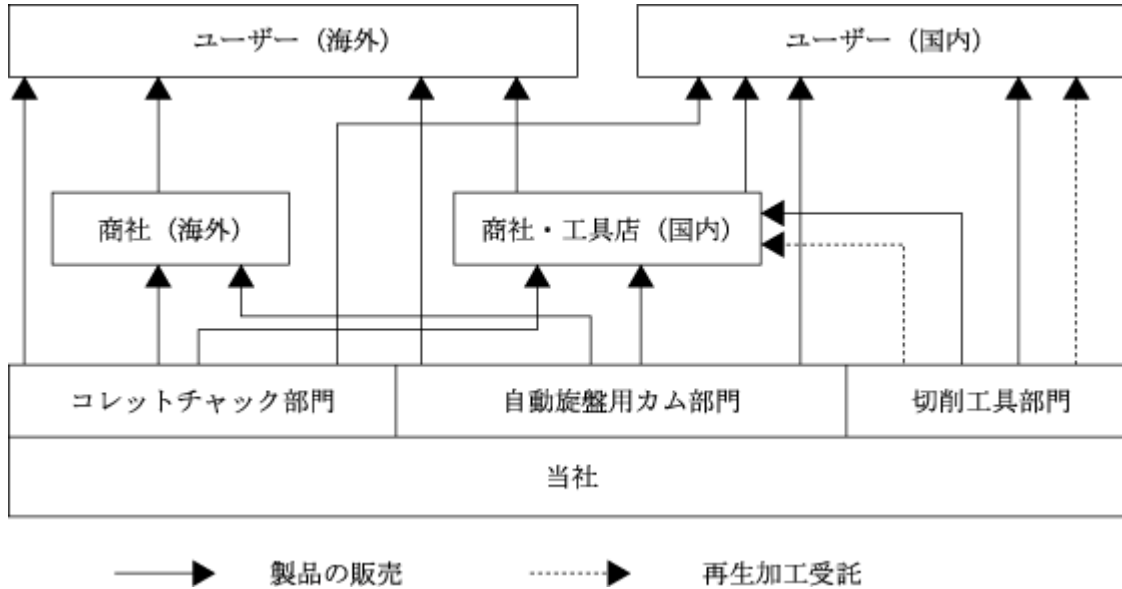 ユーザー（海外）
ユーザー（国内）
商社（海外）
商社・工具店（国内）
コレットチャック部門
自動旋盤用カム部門
切削工具部門
当社
製品の販売
再生加工受託